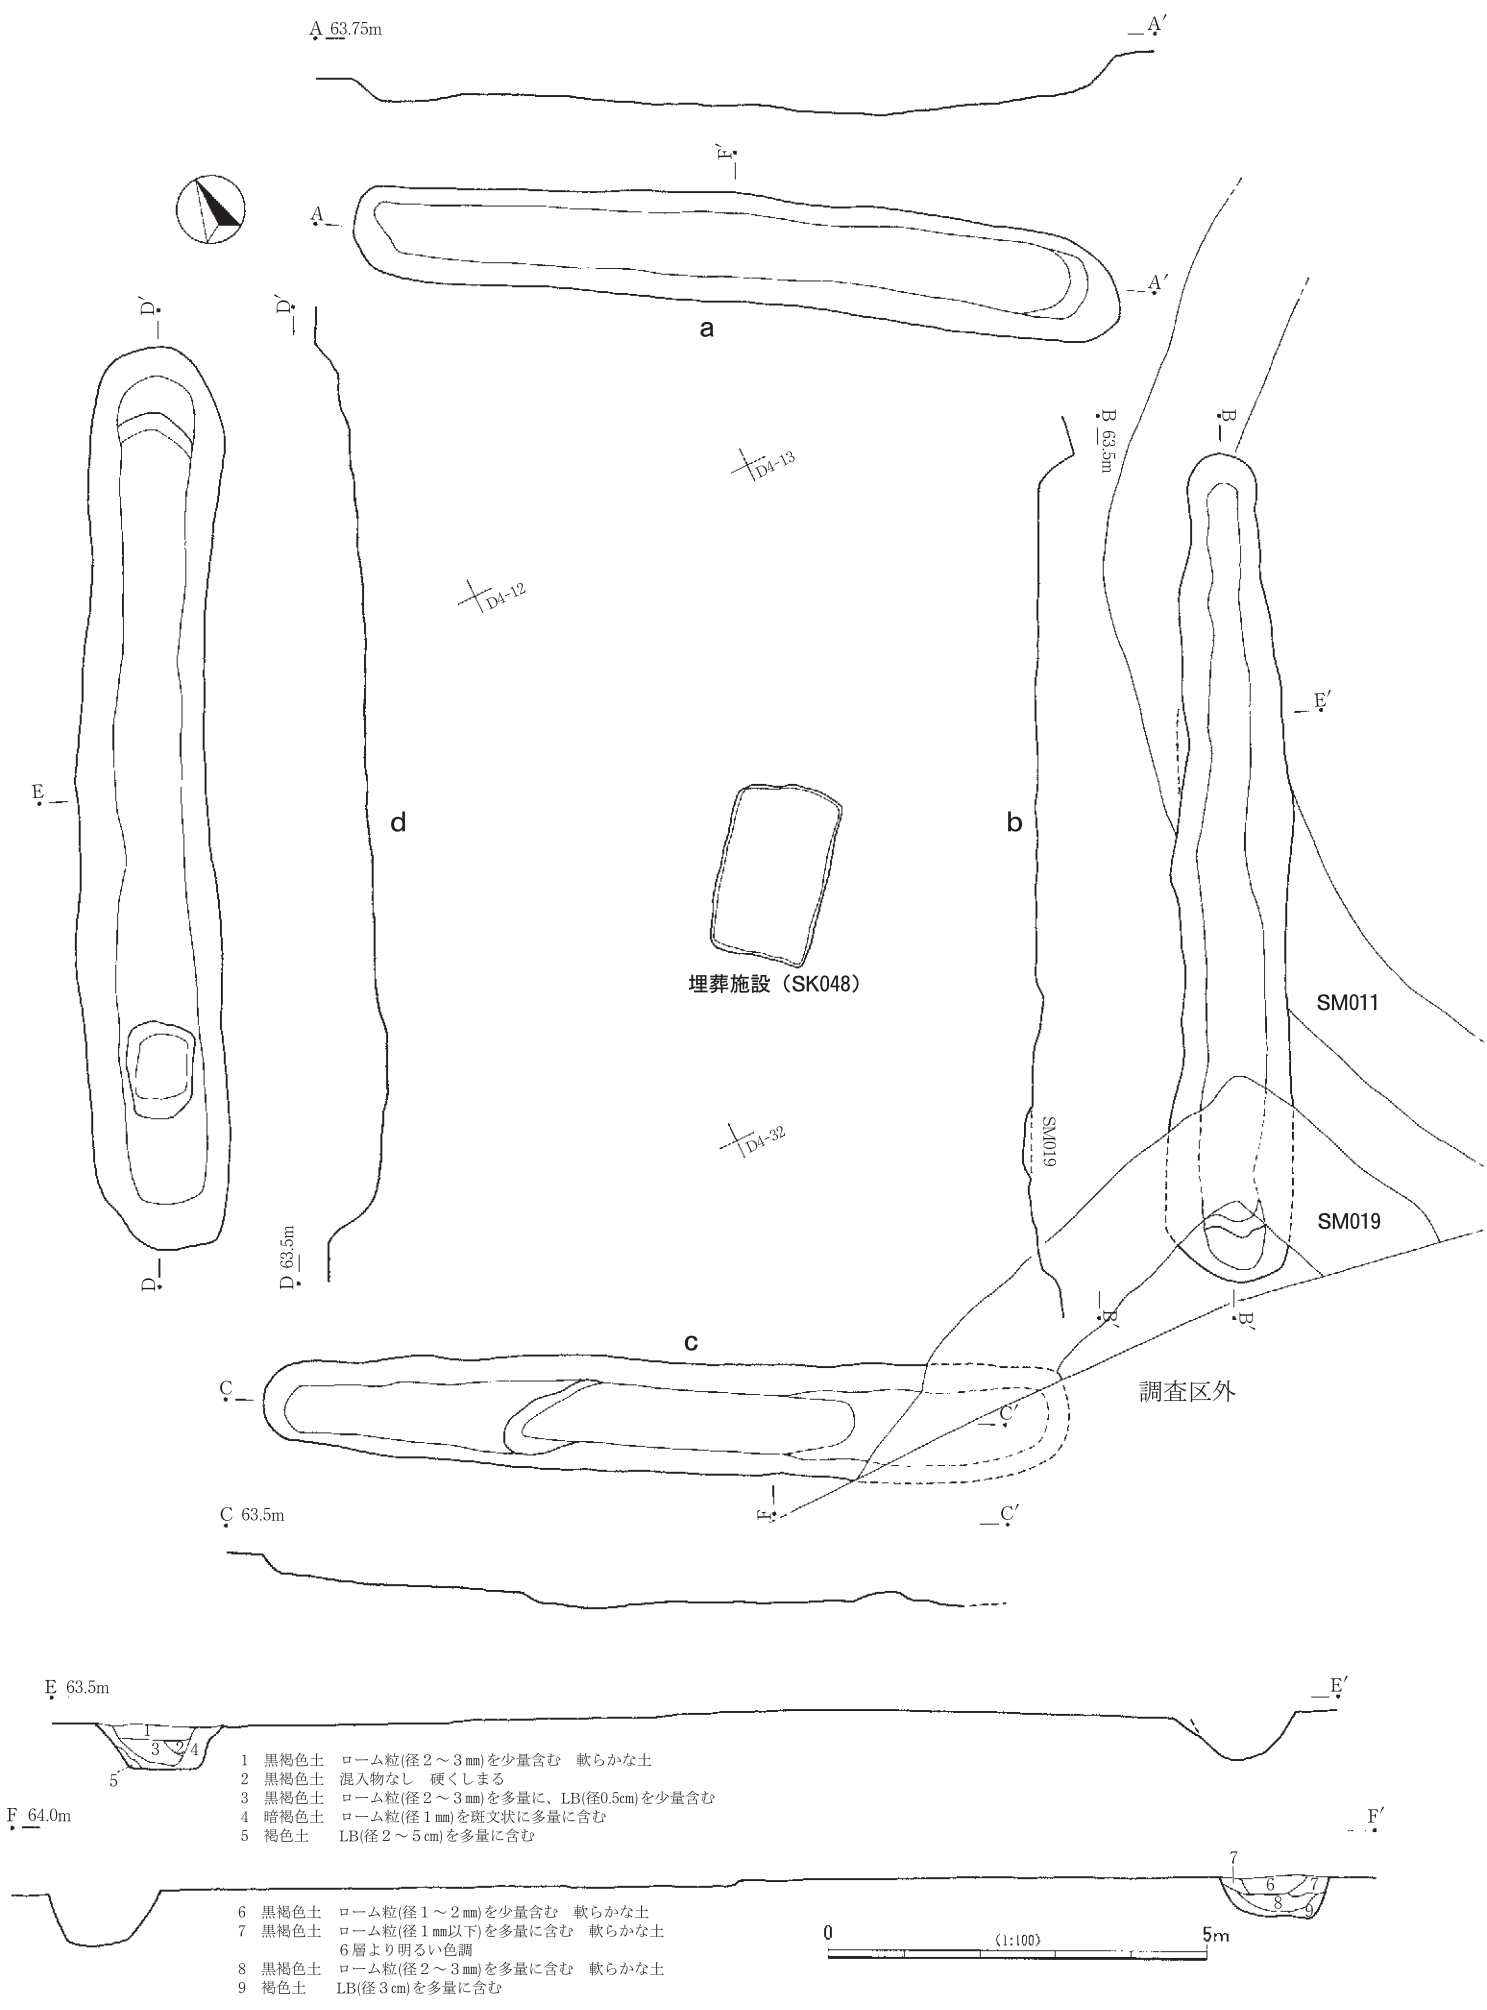 A 63.75m
A′
F′
A
A′
a
D′
D′
B 63.5m
B
D4-13
D4-12
E′
E
d
b
埋葬施設（SK048）
SM011
D4-32
SM019
SM019
D
D 63.5m
B′
B′
c
C
C′
調査区外
F
C 63.5m
C′
E 63.5m
E′
1
3
2
4
5
1 黒褐色土 ローム粒(径２～３㎜)を少量含む 軟らかな土
2 黒褐色土 混入物なし 硬くしまる
3 黒褐色土 ローム粒(径２～３㎜)を多量に、LB(径0.5㎝)を少量含む
4 暗褐色土 ローム粒(径１㎜)を斑文状に多量に含む
5 褐色土 LB(径２～５㎝)を多量に含む
F 64.0m
F′
7
6
7
8
9
6 黒褐色土 ローム粒(径１～２㎜)を少量含む 軟らかな土
7 黒褐色土 ローム粒(径１㎜以下)を多量に含む 軟らかな土
６層より明るい色調
8 黒褐色土 ローム粒(径２～３㎜)を多量に含む 軟らかな土
9 褐色土 LB(径３㎝)を多量に含む
0
(1:100)
5m